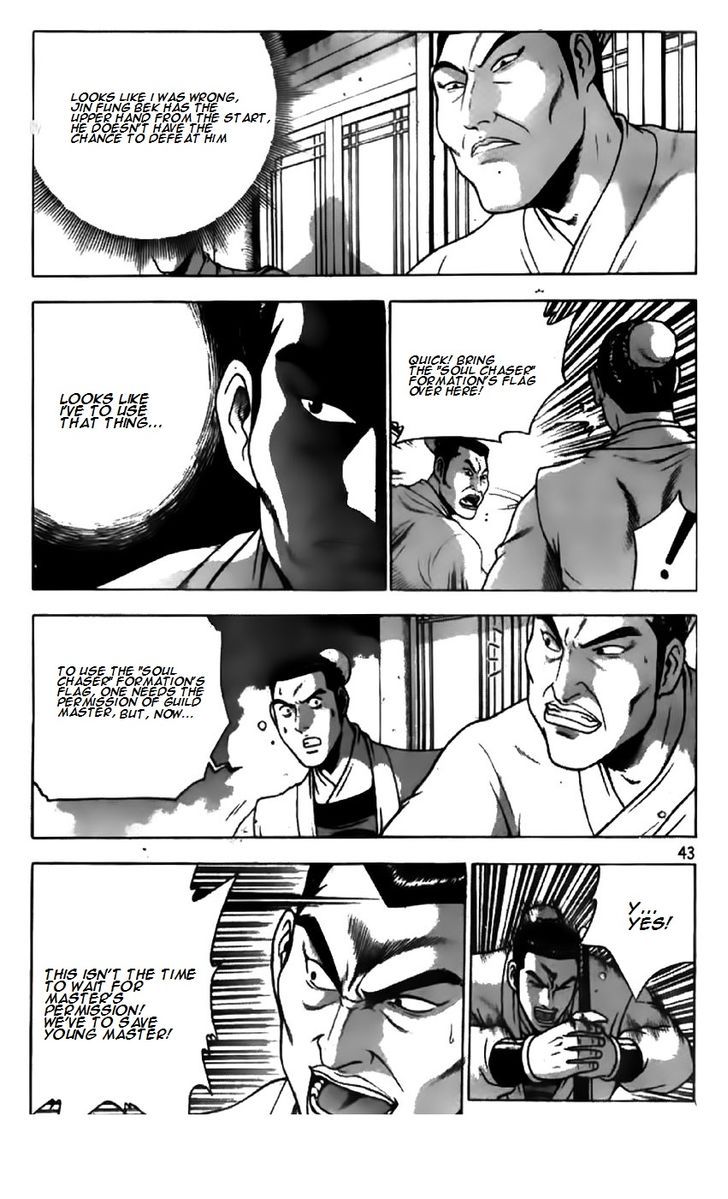 LOOKS LIKE I WAS WRONG,
JIN FUNG BEK HAS THE
UPPER HAND FROM THE START,
HE DOESN'T HAVE THE
CHANCE TO DEFEAT HIM
LOOKS LIKE
I'VE TO USE
THAT THING...
QUICK! BRING
THE "SOUL CHASER"
FORMATION'S FLAG
OVER HERE!
!
TO USE THE "SOUL
CHASER" FORMATION'S
FLAG, ONE NEEDS THE
PERMISSION OF GUILD
MASTER, BUT, NOW...
43
THIS ISN'T THE TIME
TO WAIT FOR
MASTER'S
PERMISSION!
WE'VE TO SAVE
YOUNG MASTER!
Y...
YES!